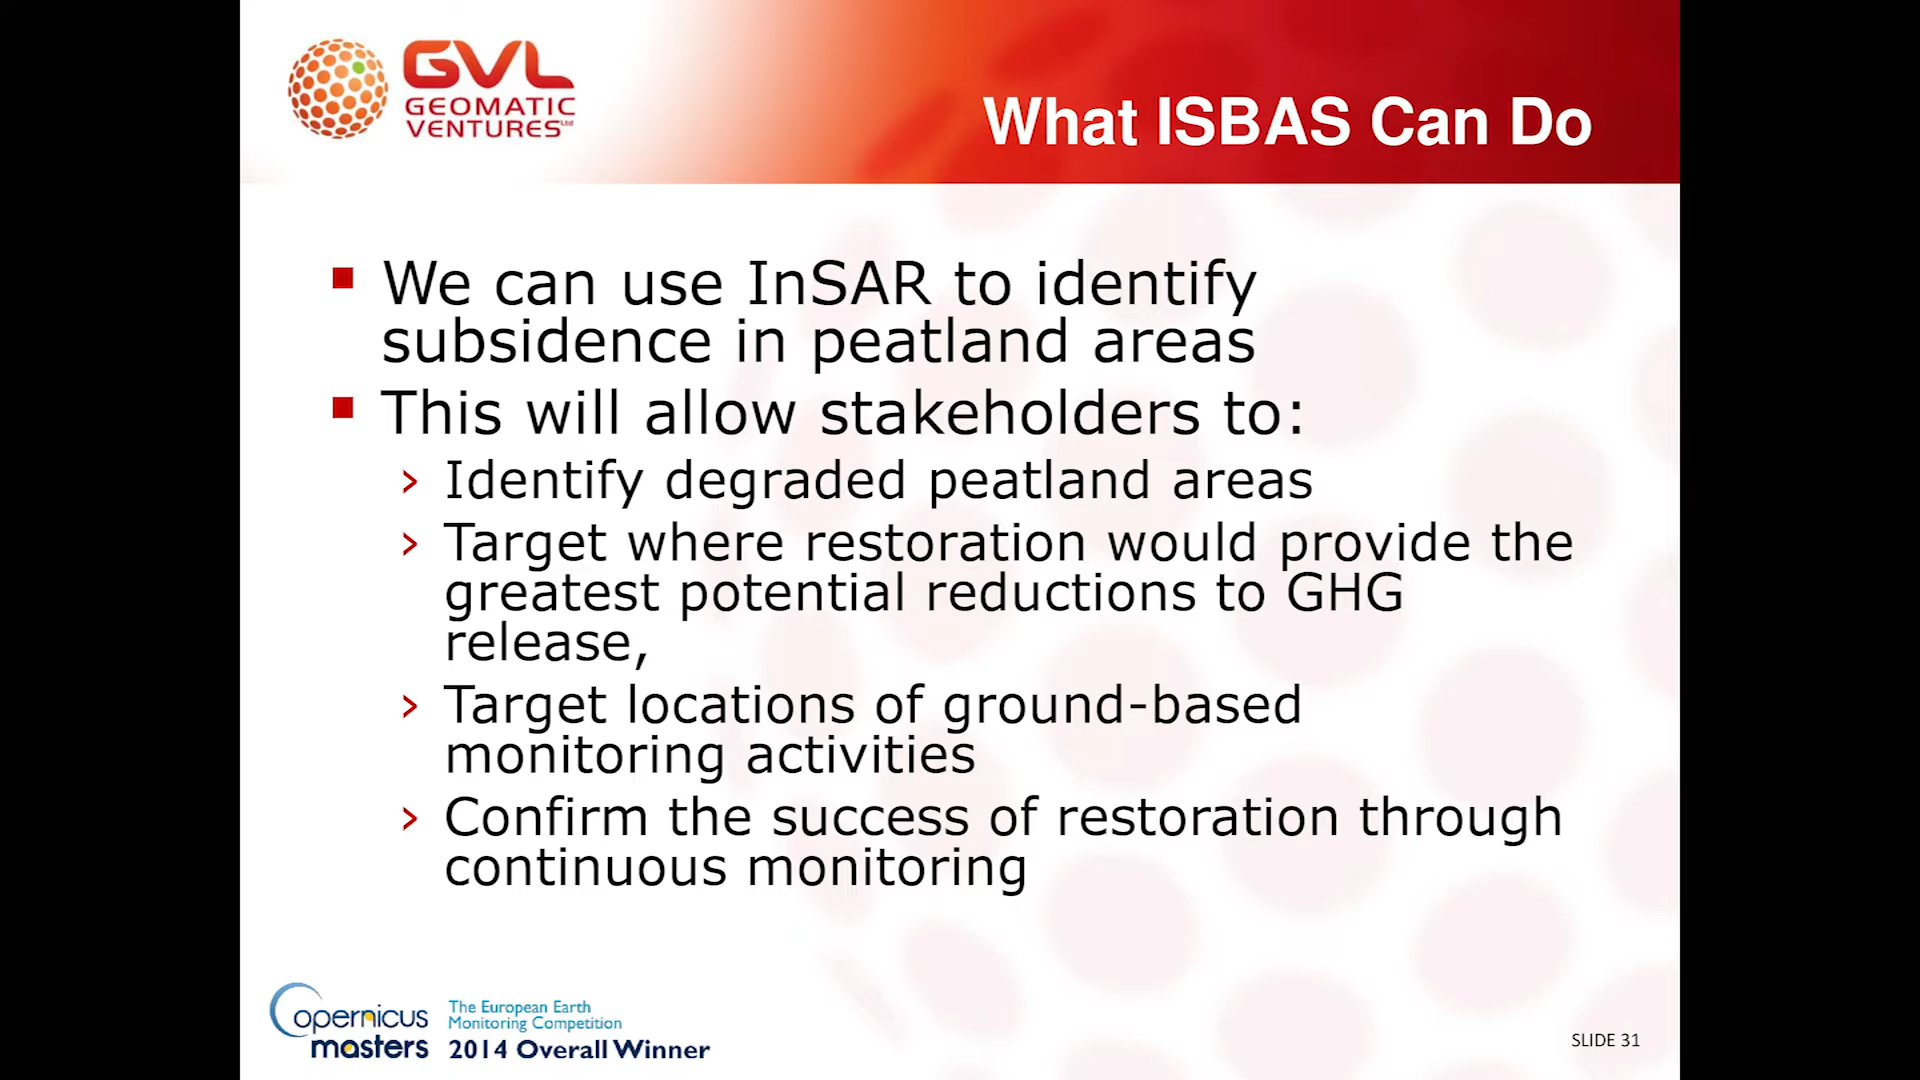 GVL
GEOMATIC
VENTURES Ltd
What ISBAS Can Do
We can use InSAR to identify
subsidence in peatland areas
This will allow stakeholders to:
› Identify degraded peatland areas
› Target where restoration would provide the
greatest potential reductions to GHG
release,
› Target locations of ground-based
monitoring activities
› Confirm the success of restoration through
continuous monitoring
Copernicus
masters
The European Earth
Monitoring Competition
2014 Overall Winner
SLIDE 31